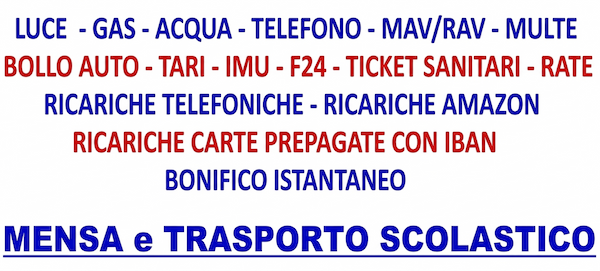 LUCE - GAS - ACQUA - TELEFONO - MAV/RAV - MULTE
BOLLO AUTO - TARI - IMU - F24 - TICKET SANITARI - RATE
RICARICHE TELEFONICHE - RICARICHE AMAZON
RICARICHE CARTE PREPAGATE CON IBAN
BONIFICO ISTANTANEO
MENSA e TRASPORTO SCOLASTICO